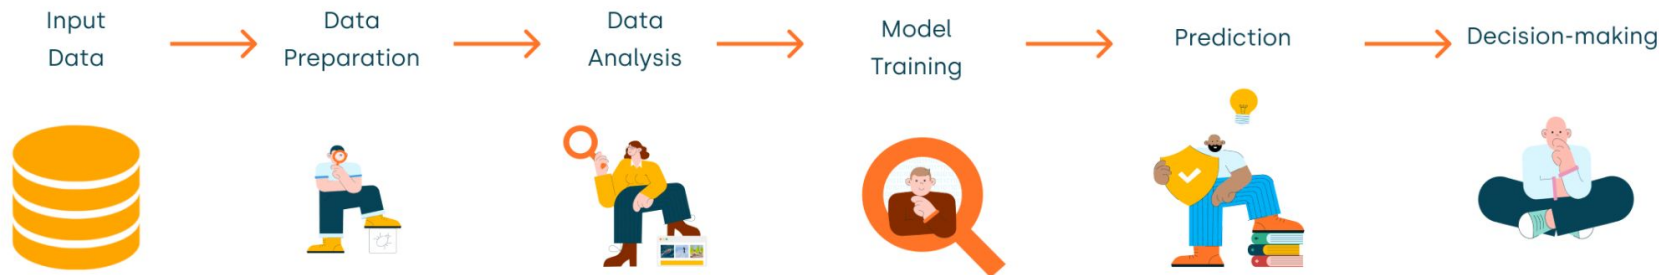 Input
Data
Data
Preparation
Data
Analysis
Model
Training
Prediction
Decision-making